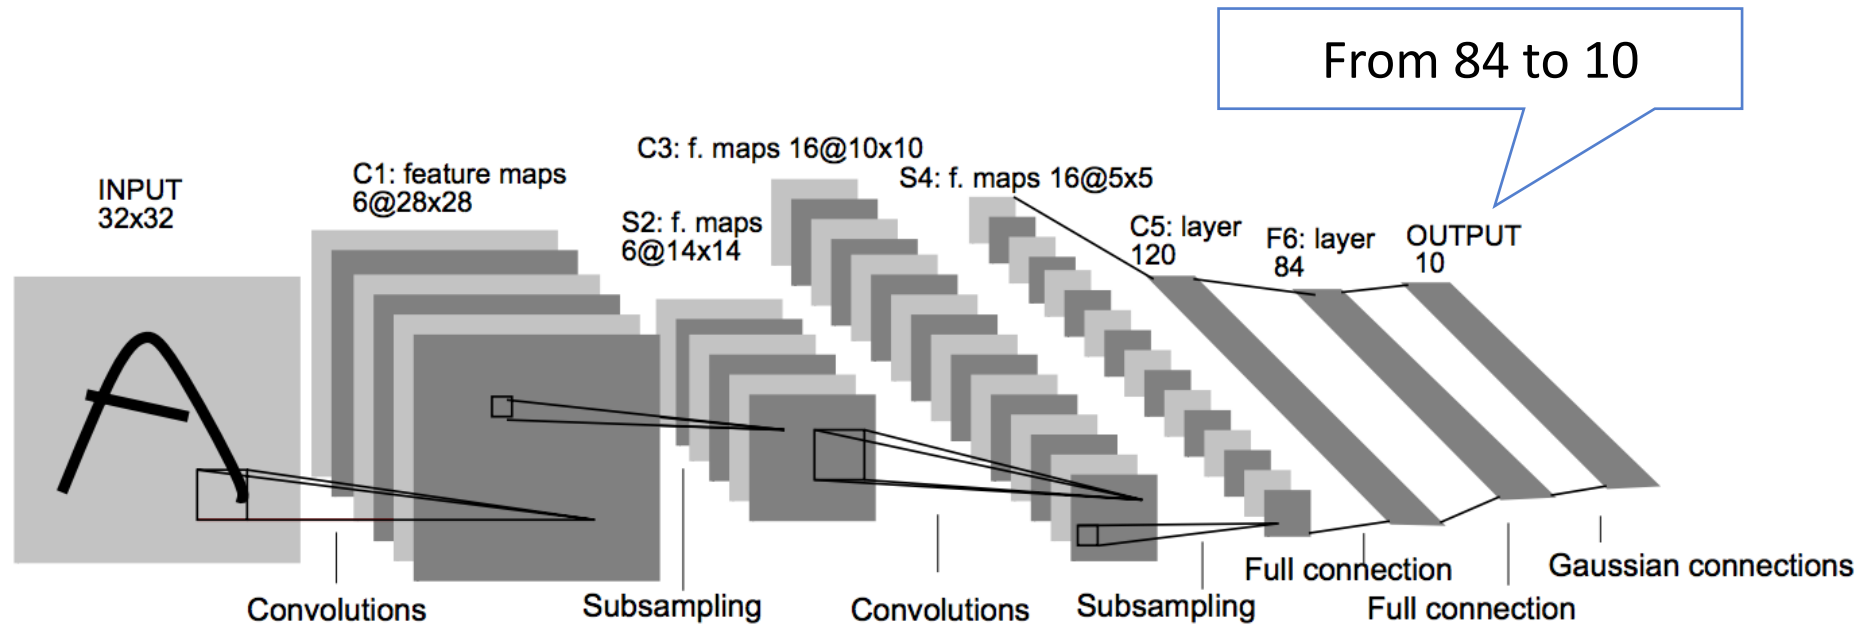 From 84 to 10
INPUT
32x32
C1: feature maps
6@28x28
S2: f. maps
6@14x14
C3: f. maps 16@10x10
S4: f. maps 16@5x5
C5: layer
120
F6: layer
84
OUTPUT
10
Convolutions
Subsampling
Convolutions
Subsampling
Full connection
Full connection
Gaussian connections